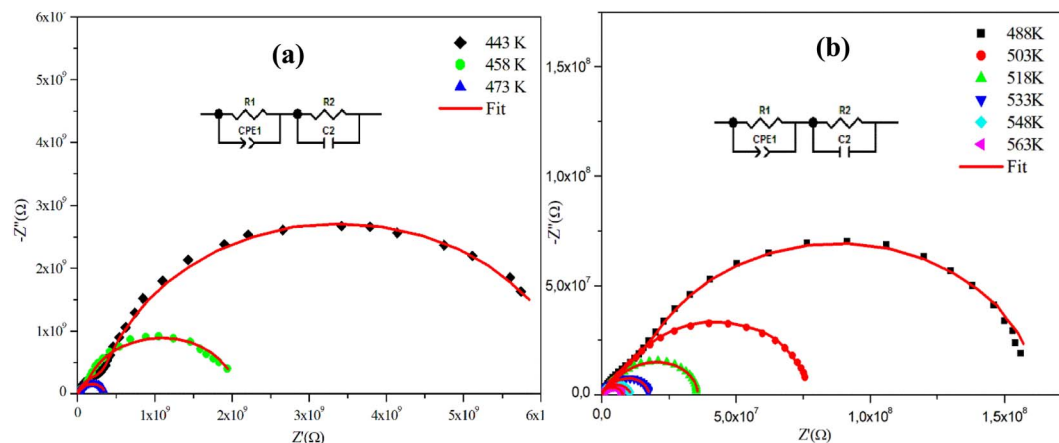 (a)
6x10⁹
5x10⁹
4x10⁹
3x10⁹
2x10⁹
1x10⁹
0
-Z"(Ω)
443 K
458 K
473 K
Fit
R1
R2
CPE1
C2
0,0
1x10⁹
2x10⁹
3x10⁹
4x10⁹
5x10⁹
Z'(Ω)
(b)
1,5x10⁸
1,0x10⁸
5,0x10⁷
0,0
-Z"(Ω)
488K
503K
518K
533K
548K
563K
Fit
R1
R2
CPE1
C2
0,0
5,0x10⁷
1,0x10⁸
1,5x10⁸
Z'(Ω)